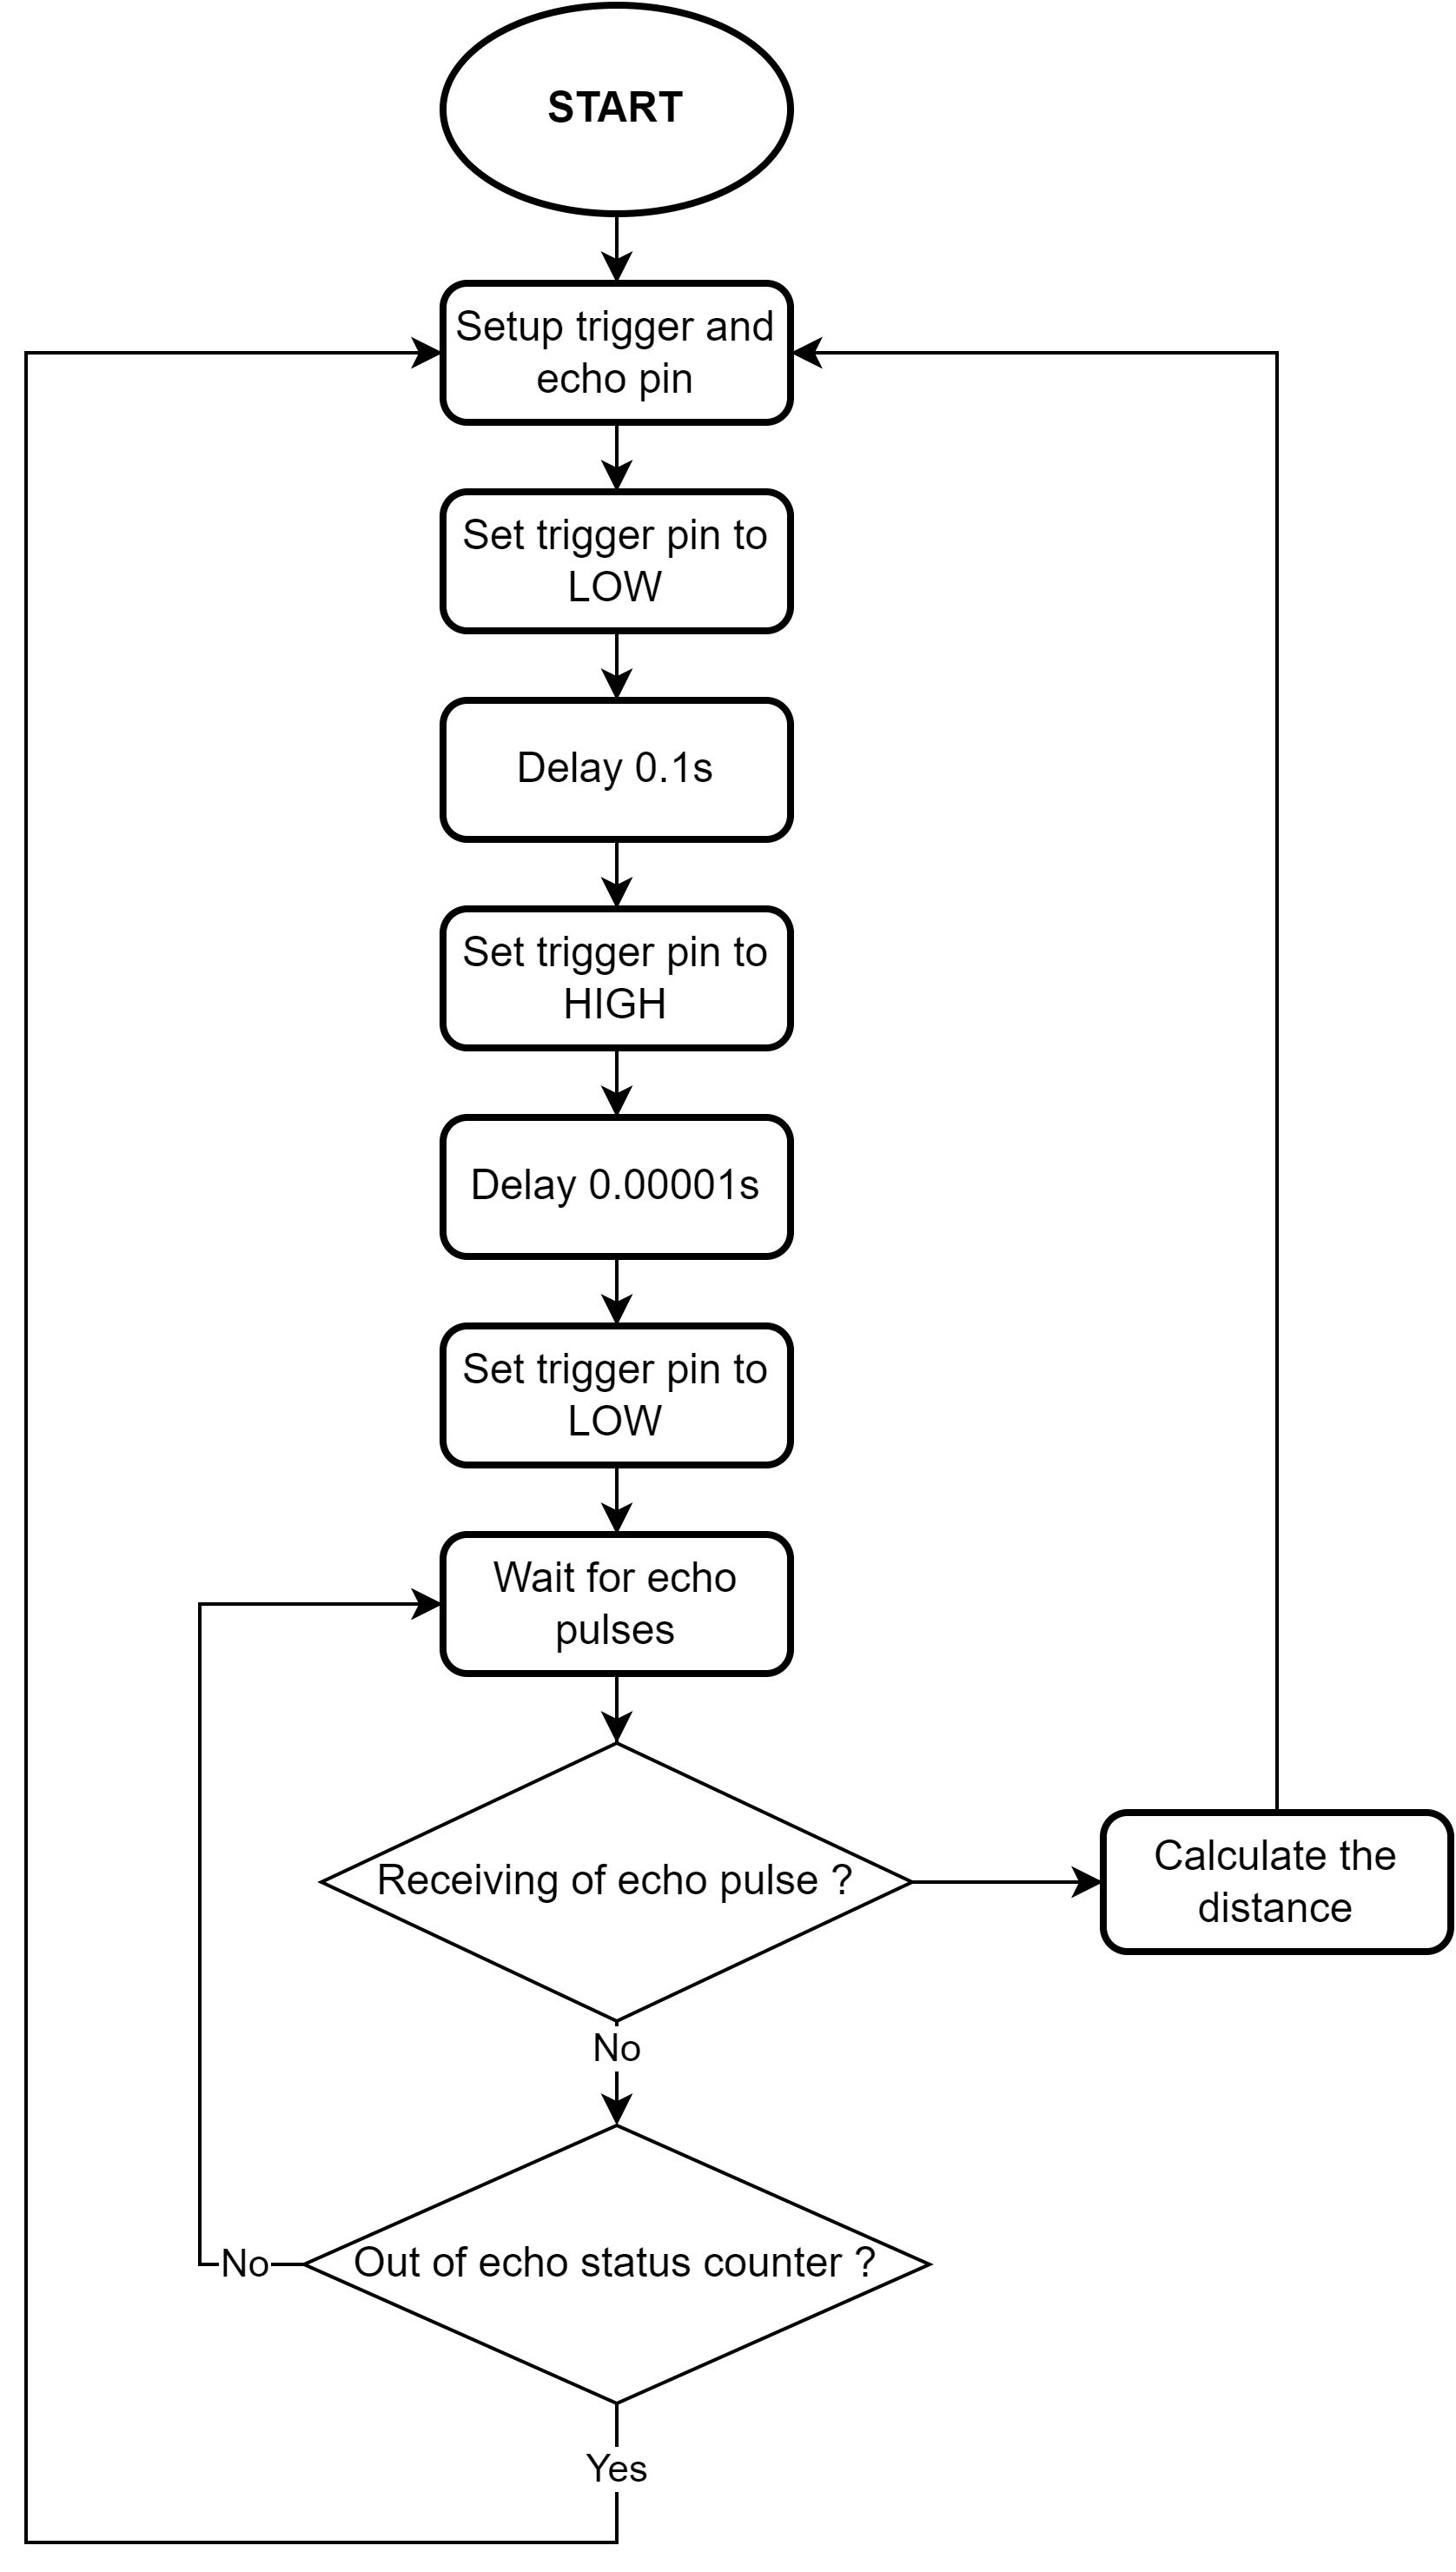 START
Setup trigger and
echo pin
Set trigger pin to
LOW
Delay 0.1s
Set trigger pin to
HIGH
Delay 0.00001s
Set trigger pin to
LOW
Wait for echo
pulses
Receiving of echo pulse ?
Calculate the
distance
No
Out of echo status counter ?
No
Yes